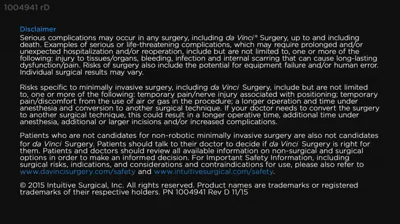 1004941 rD
Disclaimer
Serious complications may occur in any surgery, including da Vinci® Surgery, up to and including
death. Examples of serious or life-threatening complications, which may require prolonged and/or
unexpected hospitalization and/or reoperation, include but are not limited to, one or more of the
following: injury to tissues/organs, bleeding, infection and internal scarring that can cause long-lasting
dysfunction/pain. Risks of surgery also include the potential for equipment failure and/or human error.
Individual surgical results may vary.
Risks specific to minimally invasive surgery, including da Vinci Surgery, include but are not limited
to, one or more of the following: temporary pain/nerve injury associated with positioning; temporary
pain/discomfort from the use of air or gas in the procedure; a longer operation and time under
anesthesia and conversion to another surgical technique. If your doctor needs to convert the surgery
to another surgical technique, this could result in a longer operative time, additional time under
anesthesia, additional or larger incisions and/or increased complications.
Patients who are not candidates for non-robotic minimally invasive surgery are also not candidates
for da Vinci Surgery. Patients should talk to their doctor to decide if da Vinci Surgery is right for
them. Patients and doctors should review all available information on non-surgical and surgical
options in order to make an informed decision. For Important Safety Information, including
surgical risks, indications, and considerations and contraindications for use, please also refer to
www.davincisurgery.com/safety and www.intuitivesurgical.com/safety.
© 2015 Intuitive Surgical, Inc. All rights reserved. Product names are trademarks or registered
trademarks of their respective holders. PN 1004941 Rev D 11/15